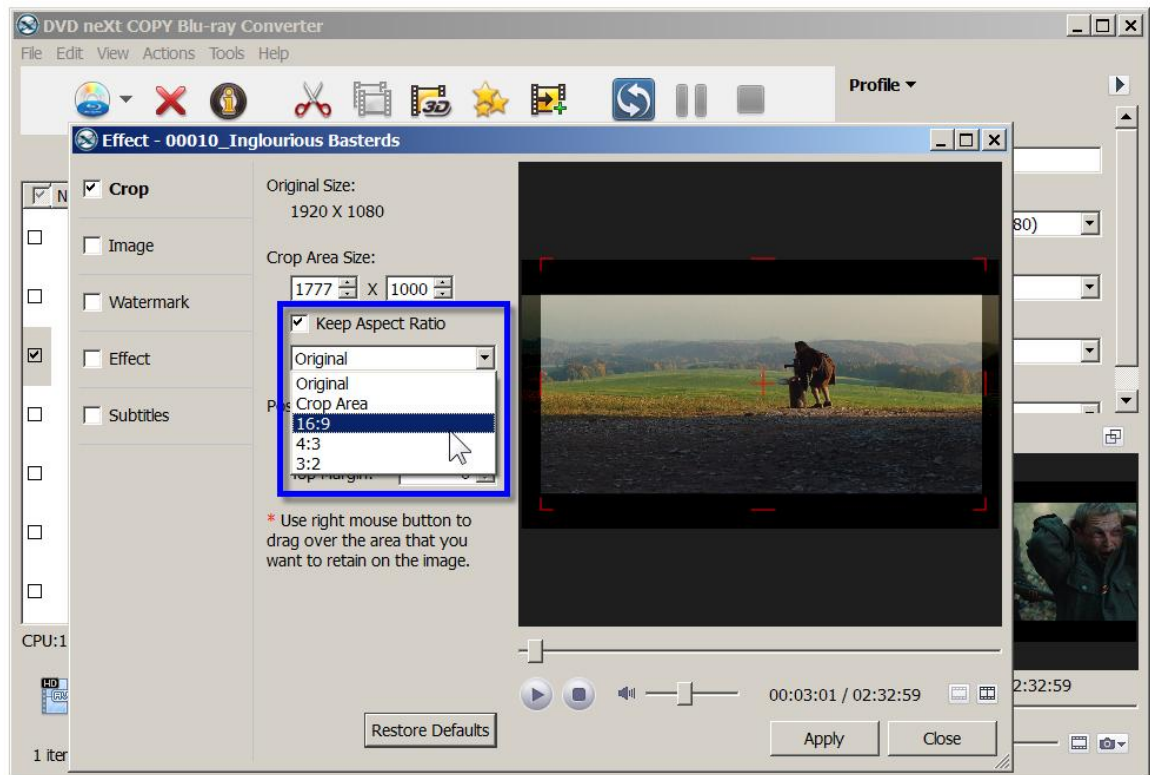 DVD neXt COPY Blu-ray Converter
File Edit View Actions Tools Help
3D
Profile
Effect - 00010_Inglourious Basterds
N
Crop
Image
Watermark
Effect
Subtitles
Original Size:
1920 X 1080
Crop Area Size:
1777 X 1000
Keep Aspect Ratio
Original
Original
Crop Area
16:9
4:3
3:2
Top Margin:
* Use right mouse button to
drag over the area that you
want to retain on the image.
80)
CPU:1
HD
00:03:01 / 02:32:59
2:32:59
Restore Defaults
Apply
Close
1 iter